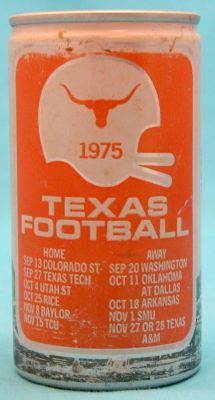 1975
TEXAS
FOOTBALL
HOME
SEP 13 COLORADO ST
SEP 27 TEXAS TECH
OCT 4 UTAH ST
OCT 25 RICE
NOV 8 BAYLOR
NOV 15 TCU
AWAY
SEP 20 WASHINGTON
OCT 11 OKLAHOMA
AT DALLAS
OCT 18 ARKANSAS
NOV 1 SMU
NOV 27 OR 28 TEXAS
A&M